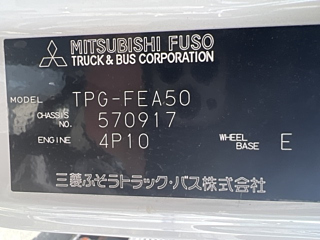 MITSUBISHI FUSO
TRUCK & BUS CORPORATION
MODEL TPG-FEA50
CHASSIS NO. 570917
ENGINE 4P10 WHEEL BASE E
三菱ふそうトラック・バス株式会社